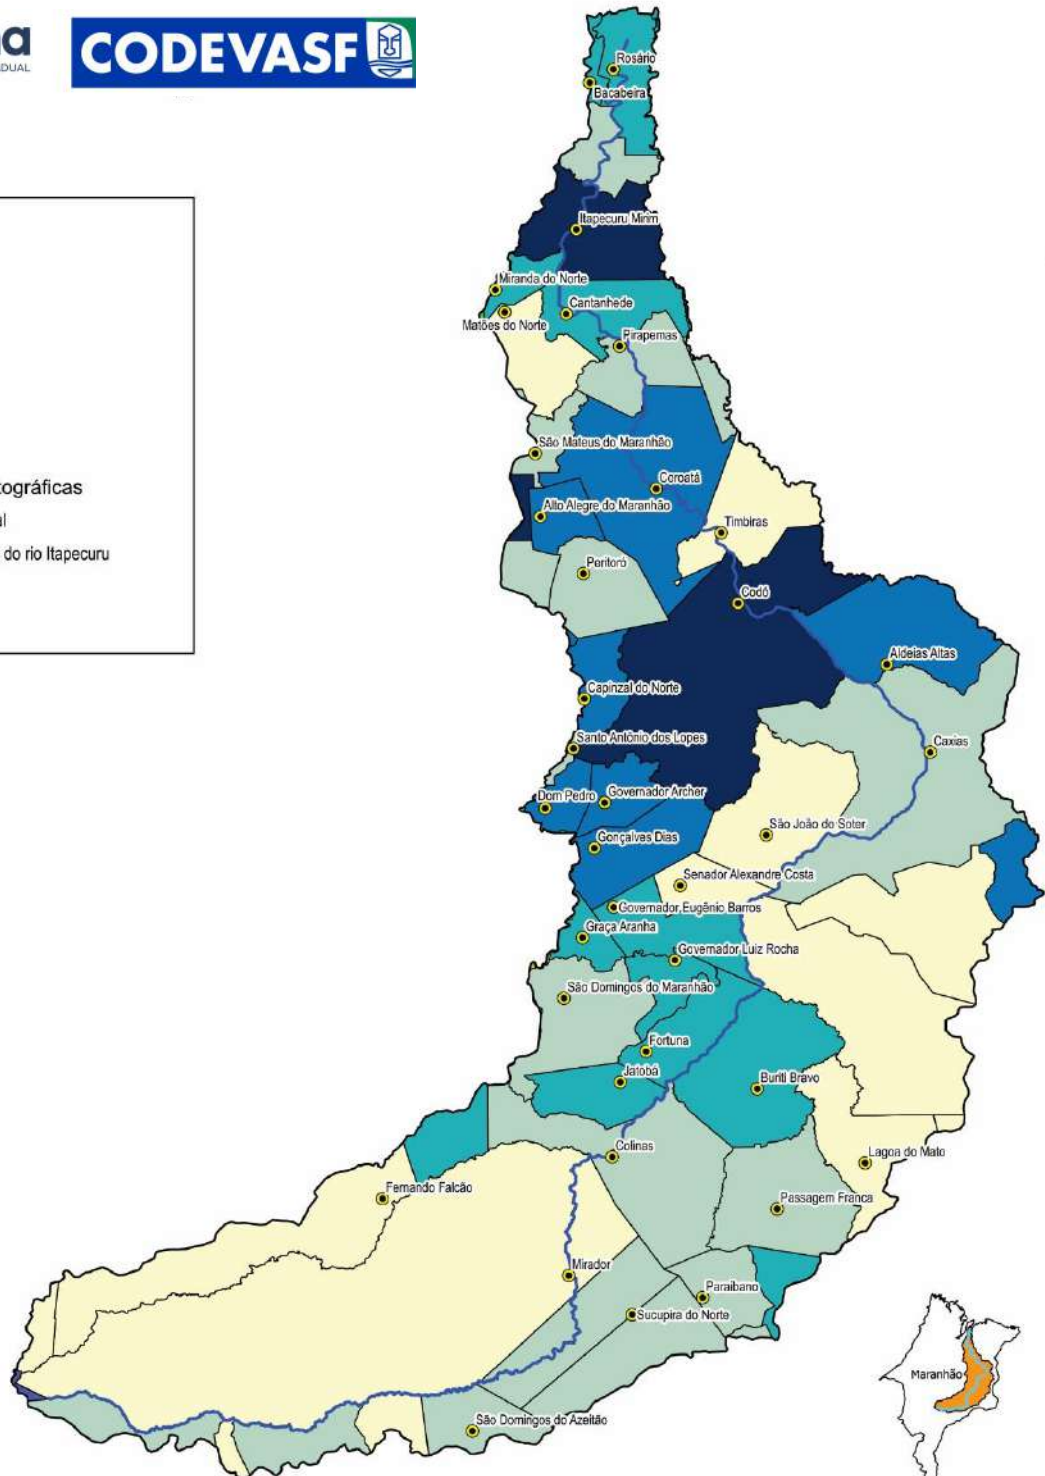 CODEVASF
DUAL
tográficas
al
do rio Itapecuru
Rosário
Bacabeira
Itapecuru Mirim
Miranda do Norte
Cantanhede
Matões do Norte
Pirapemas
São Mateus do Maranhão
Coroatá
Alto Alegre do Maranhão
Timbiras
Peritoró
Codó
Aldeias Altas
Capinzal do Norte
Santo Antônio dos Lopes
Caxias
Dom Pedro
Governador Archer
São João do Soter
Gonçalves Dias
Senador Alexandre Costa
Governador Eugênio Barros
Graça Aranha
Governador Luiz Rocha
São Domingos do Maranhão
Fortuna
Jatobá
Buriti Bravo
Colinas
Lagoa do Mato
Fernando Falcão
Passagem Franca
Mirador
Paraibano
Sucupira do Norte
Maranhão
São Domingos do Azeitão